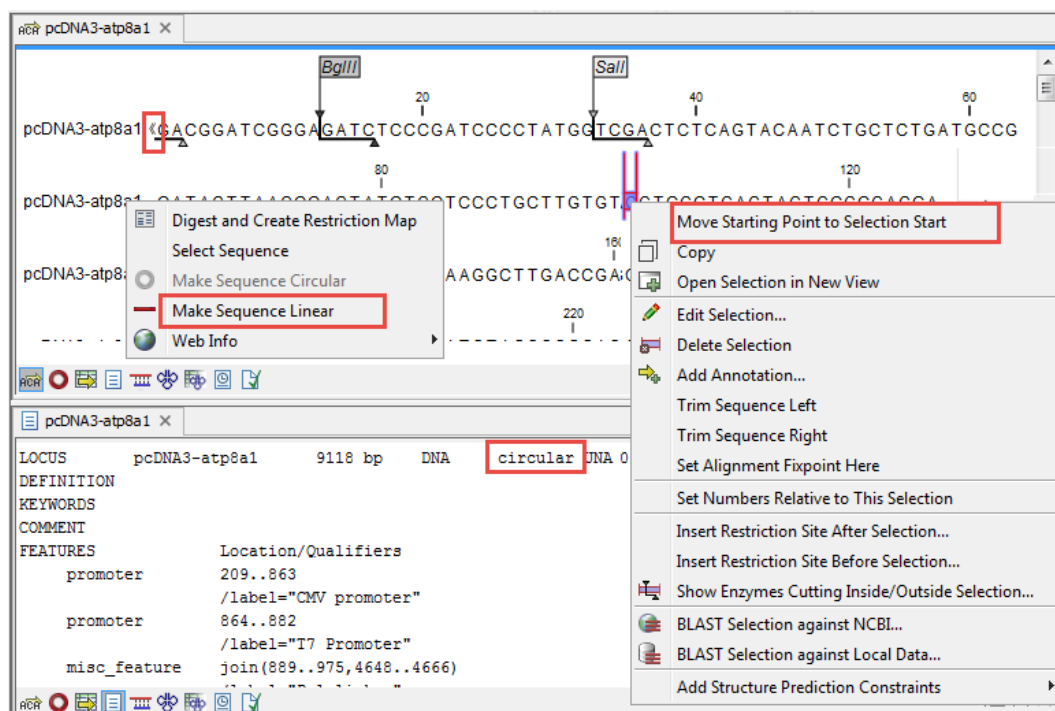 pcDNA3-atp8a1
BglII SalI
20 40 60
pcDNA3-atp8a1 «GACGGATCGGGAGATCTCCCGATCCCCTATGGTCGACTCTCAGTACAATCTGCTCTGATGCCG
80 120
pcDNA3-atp8a1 TCCCTGCTTGTGT
Digest and Create Restriction Map
Select Sequence
Make Sequence Circular
Make Sequence Linear
Web Info
160
pcDNA3-atp8 AAGGCTTGACCGA
220
Move Starting Point to Selection Start
Copy
Open Selection in New View
Edit Selection...
Delete Selection
Add Annotation...
Trim Sequence Left
Trim Sequence Right
Set Alignment Fixpoint Here
Set Numbers Relative to This Selection
Insert Restriction Site After Selection...
Insert Restriction Site Before Selection...
Show Enzymes Cutting Inside/Outside Selection...
BLAST Selection against NCBI...
BLAST Selection against Local Data...
Add Structure Prediction Constraints
pcDNA3-atp8a1
LOCUS pcDNA3-atp8a1 9118 bp DNA circular UNA 0
DEFINITION
KEYWORDS
COMMENT
FEATURES Location/Qualifiers
promoter 209..863
/label="CMV promoter"
promoter 864..882
/label="T7 Promoter"
misc_feature join(889..975,4648..4666)